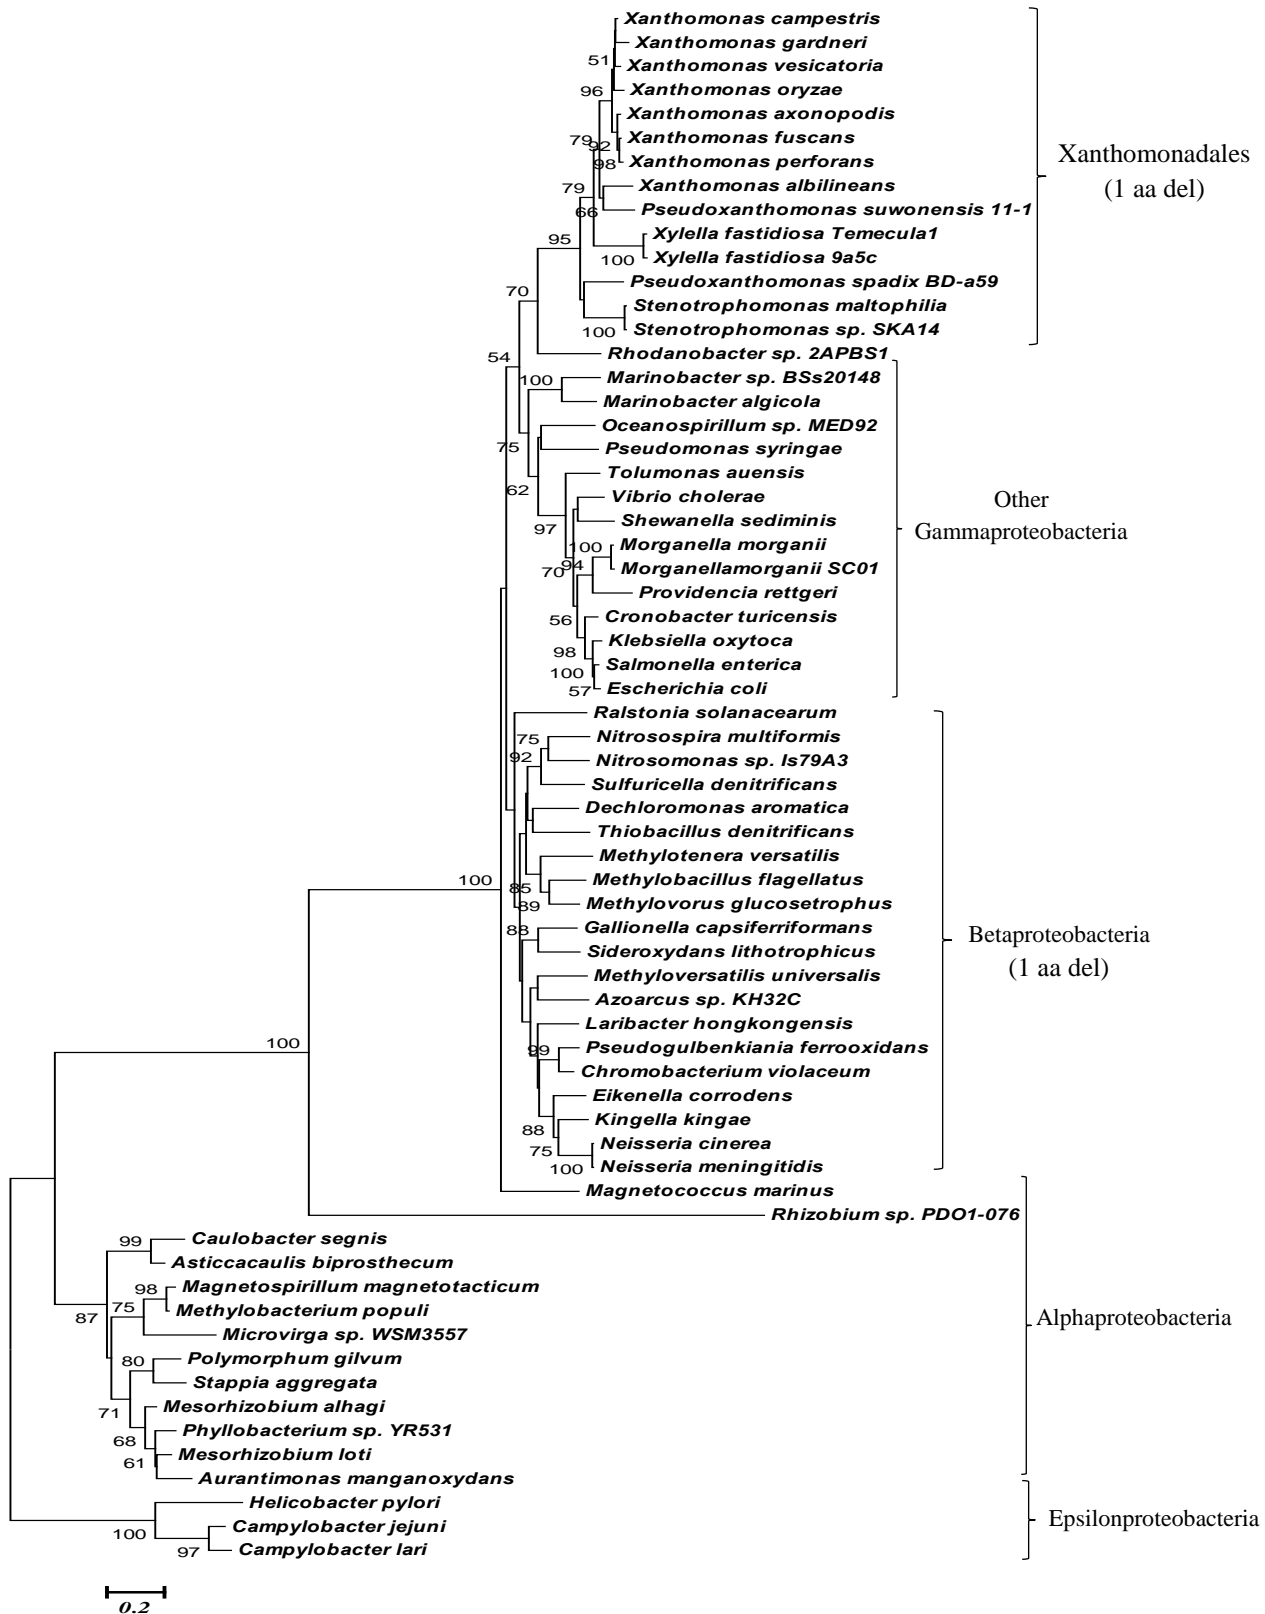 Xanthomonas campestris
Xanthomonas gardneri
51
Xanthomonas vesicatoria
96
Xanthomonas oryzae
Xanthomonas axonopodis
79
92
Xanthomonas fuscans
98
Xanthomonas perforans
Xanthomonadales
(1 aa del)
79
Xanthomonas albilineans
66
Pseudoxanthomonas suwonensis 11-1
95
Xylella fastidiosa Temecula1
100
Xylella fastidiosa 9a5c
70
Pseudoxanthomonas spadix BD-a59
Stenotrophomonas maltophilia
100
Stenotrophomonas sp. SKA14
54
Rhodanobacter sp. 2APBS1
100
Marinobacter sp. BSs20148
Marinobacter algicola
Oceanospirillum sp. MED92
75
Pseudomonas syringae
Tolumonas auensis
62
Vibrio cholerae
Other
Gammaproteobacteria
97
Shewanella sediminis
100
Morganella morganii
70
94
Morganellamorganii SC01
Providencia rettgeri
56
Cronobacter turicensis
98
Klebsiella oxytoca
100
Salmonella enterica
57
Escherichia coli
Ralstonia solanacearum
75
Nitrosospira multiformis
92
Nitrosomonas sp. Is79A3
Sulfuricella denitrificans
Dechloromonas aromatica
Thiobacillus denitrificans
Methylotenera versatilis
100
85
Methylobacillus flagellatus
89
Methylovorus glucosetrophus
88
Gallionella capsiferriformans
Betaproteobacteria
(1 aa del)
Sideroxydans lithotrophicus
Methyloversatilis universalis
Azoarcus sp. KH32C
Laribacter hongkongensis
100
99
Pseudogulbenkiania ferrooxidans
Chromobacterium violaceum
Eikenella corrodens
88
Kingella kingae
75
Neisseria cinerea
100
Neisseria meningitidis
Magnetococcus marinus
Rhizobium sp. PDO1-076
99
Caulobacter segnis
Asticcacaulis biprosthecum
98
Magnetospirillum magnetotacticum
87
75
Methylobacterium populi
Alphaproteobacteria
Microvirga sp. WSM3557
80
Polymorphum gilvum
Stappia aggregata
71
Mesorhizobium alhagi
68
Phyllobacterium sp. YR531
61
Mesorhizobium loti
Aurantimonas manganoxydans
Helicobacter pylori
Epsilonproteobacteria
100
Campylobacter jejuni
97
Campylobacter lari
0.2